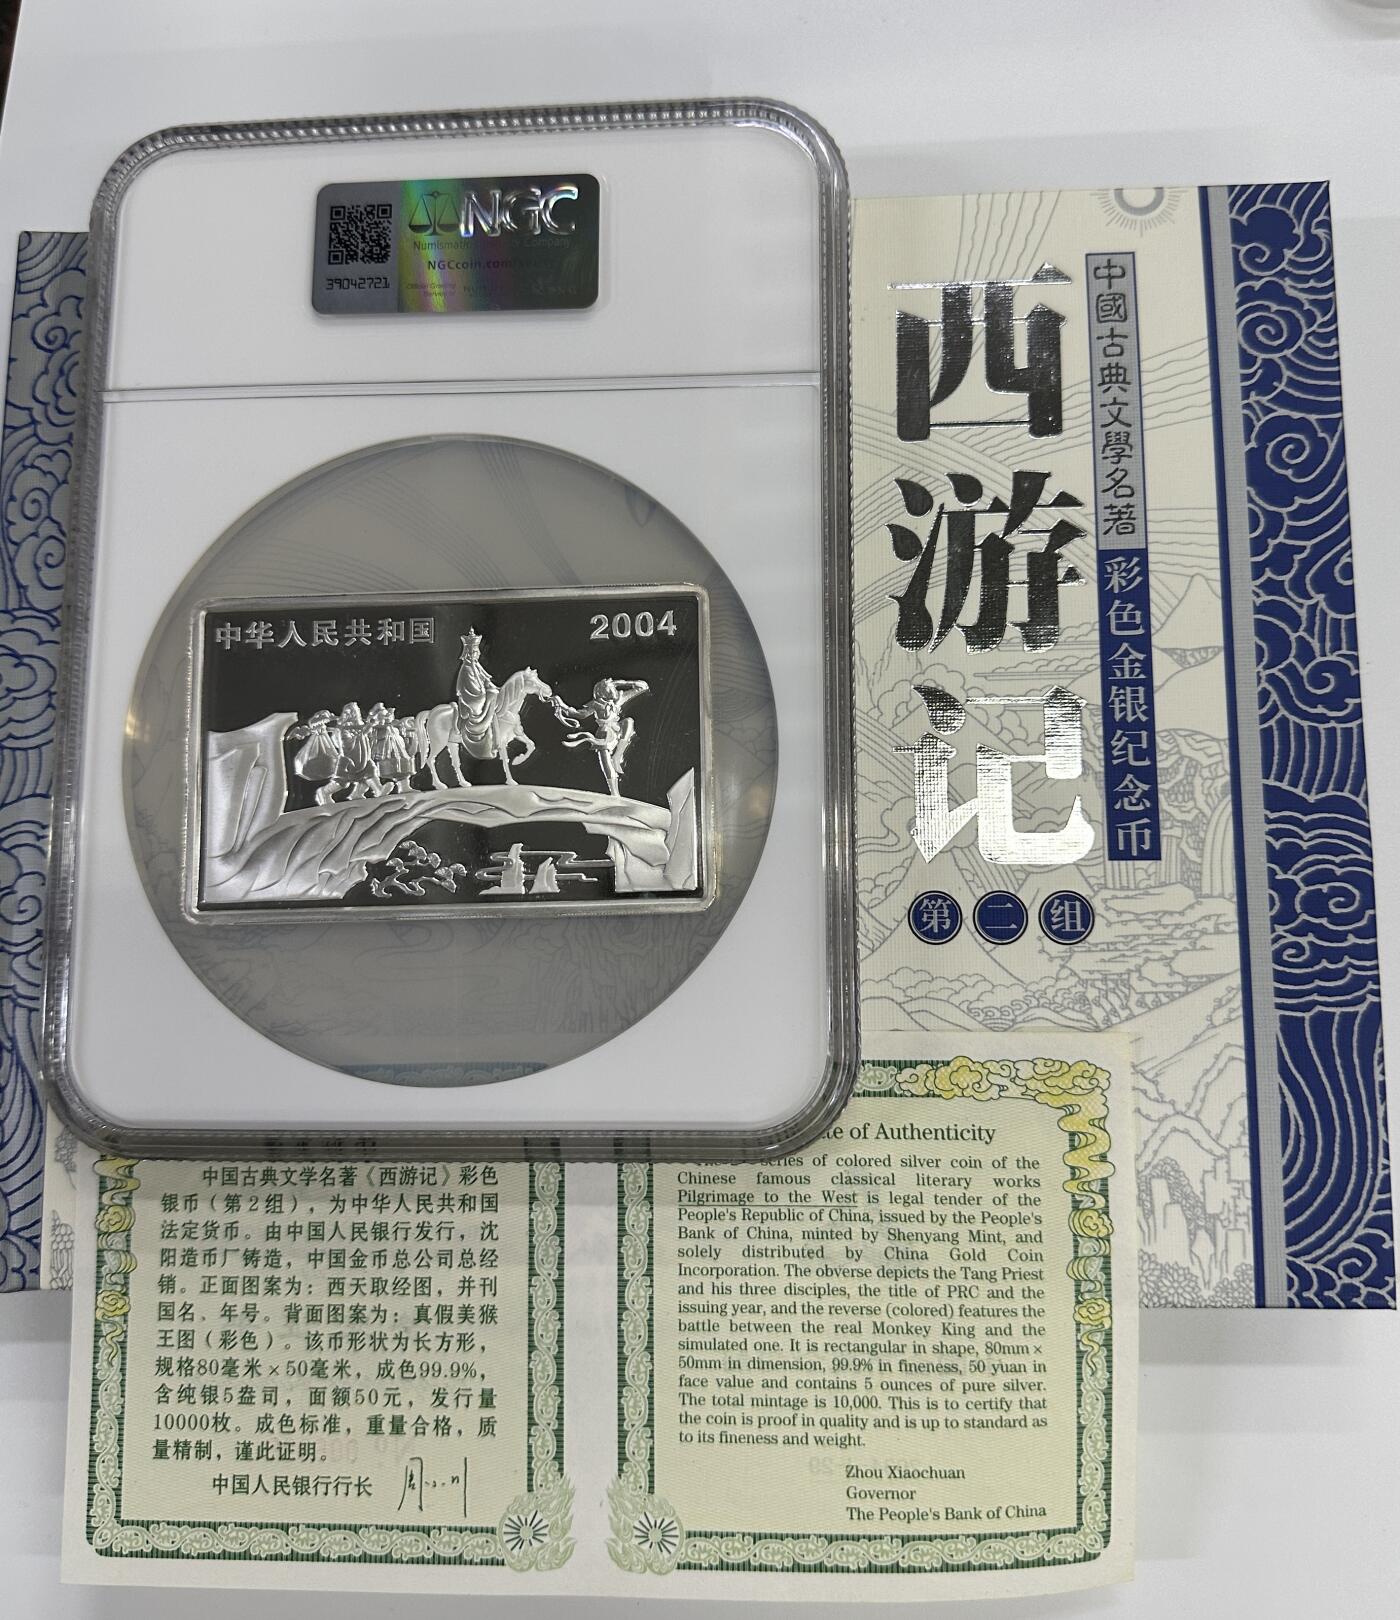 NGC
NGCcoin.com
39042721
中华人民共和国
2004
中國古典文學名著
彩色金银纪念币
西游记
第二组
中国古典文学名著《西游记》彩色
银币（第2组），为中华人民共和国
法定货币。由中国人民银行发行，沈
阳造币厂铸造，中国金币总公司总经
销。正面图案为：西天取经图，并刊
国名、年号。背面图案为：真假美猴
王图（彩色）。该币形状为长方形，
规格80毫米×50毫米，成色99.9%，
含纯银5盎司，面额50元，发行量
10000枚。成色标准，重量合格，质
量精制，谨此证明。
中国人民银行行长
of Authenticity
series of colored silver coin of the
Chinese famous classical literary works
Pilgrimage to the West is legal tender of the
People's Republic of China, issued by the People's
Bank of China, minted by Shenyang Mint, and
solely distributed by China Gold Coin
Incorporation. The obverse depicts the Tang Priest
and his three disciples, the title of PRC and the
issuing year, and the reverse (colored) features the
battle between the real Monkey King and the
simulated one. It is rectangular in shape, 80mm×
50mm in dimension, 99.9% in fineness, 50 yuan in
face value and contains 5 ounces of pure silver.
The total mintage is 10,000. This is to certify that
the coin is proof in quality and is up to standard as
to its fineness and weight.
Zhou Xiaochuan
Governor
The People's Bank of China